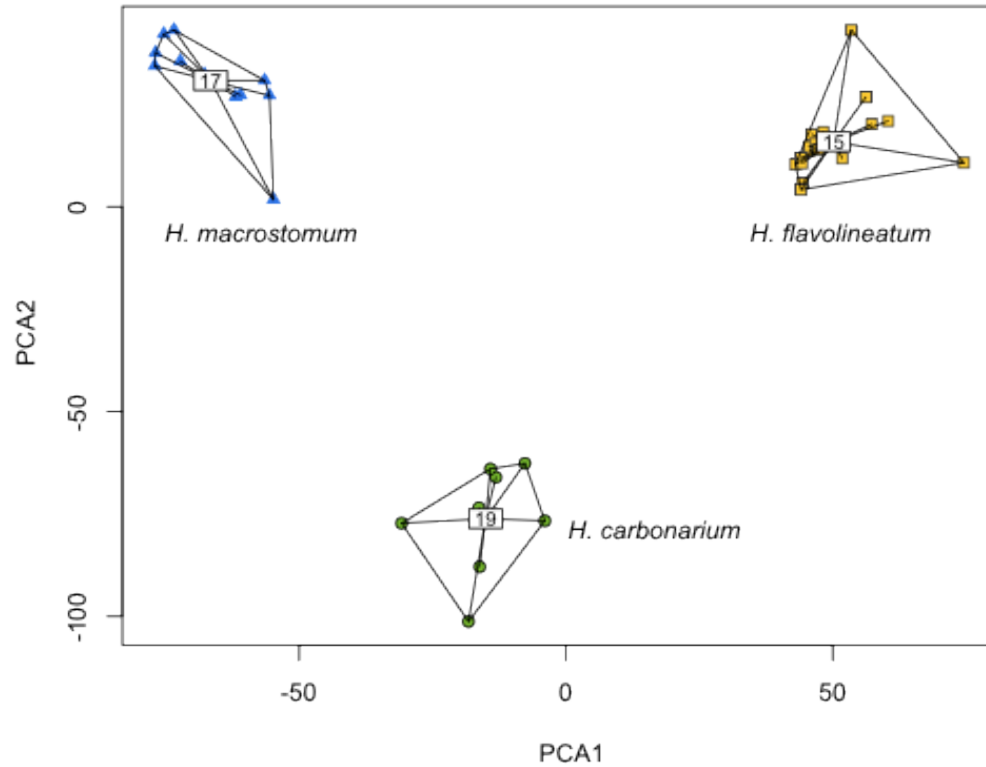 17
15
H. macrostomum
H. flavolineatum
19
H. carbonarium
0
-50
-100
PCA2
-50
0
50
PCA1